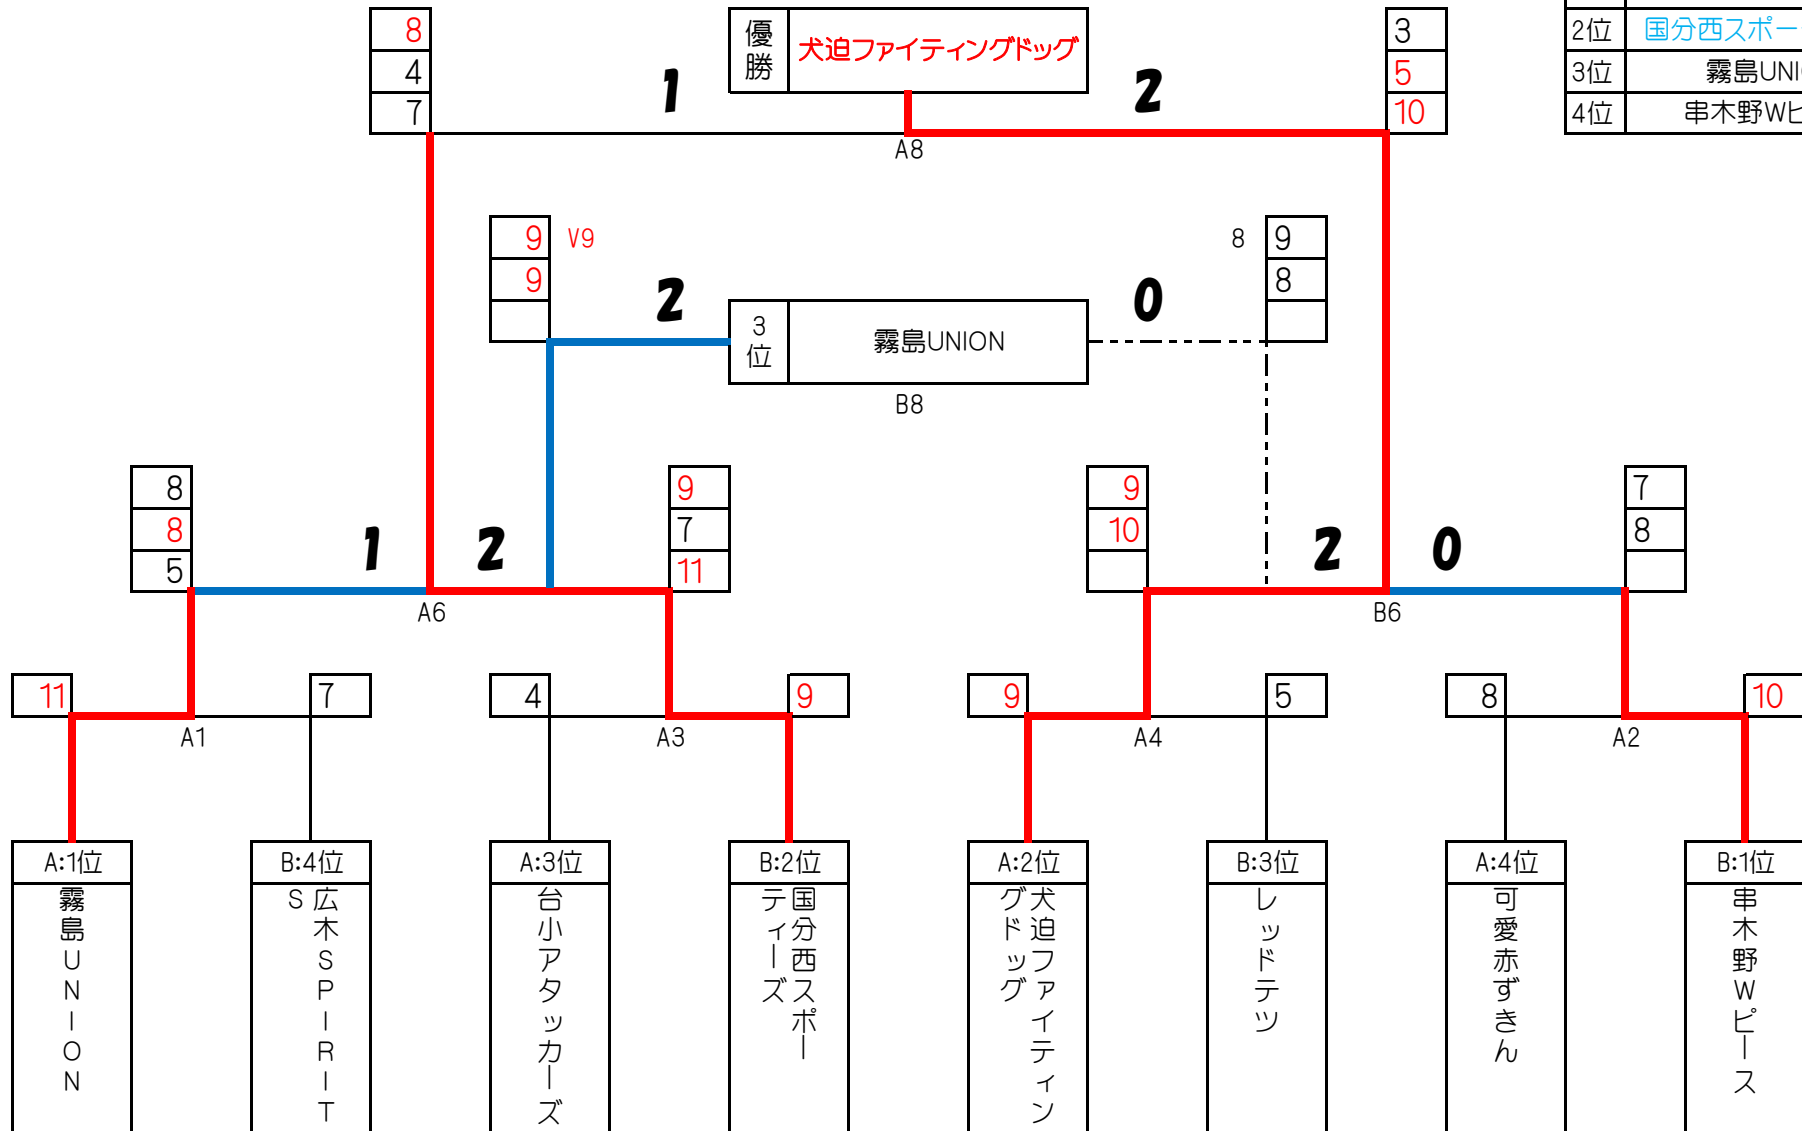 8
4
7
1
優勝
犬迫ファイティングドッグ
2
3
5
10
A8
2位
国分西スポー
3位
霧島UNI
4位
串木野W
9
V9
9
2
3位
霧島UNION
0
8
9
8
B8
8
8
5
1
2
9
7
11
A6
9
10
2
0
7
8
B6
11
7
A1
4
9
A3
9
5
A4
8
10
A2
A:1位
霧島UNION
B:4位
広木SPIRIT
S
A:3位
台小アタッカーズ
B:2位
国分西スポー
ティーズ
A:2位
犬迫ファイティン
グドッグ
B:3位
レッドテツ
A:4位
可愛赤ずきん
B:1位
串木野Wピース